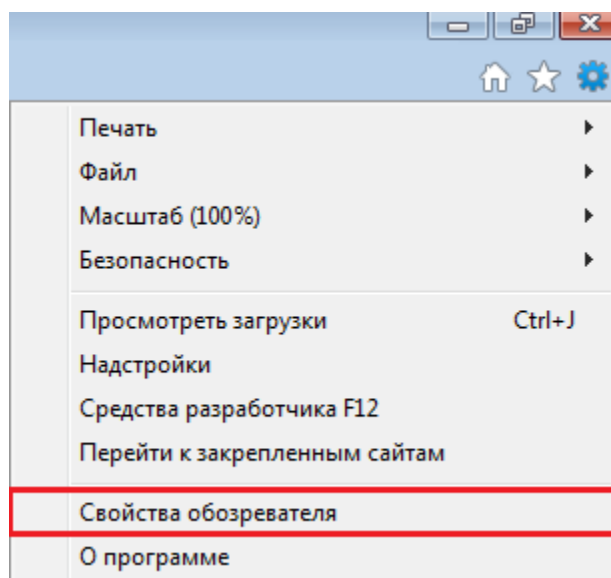 Печать
Файл
Масштаб (100%)
Безопасность
Просмотреть загрузки Ctrl+J
Надстройки
Средства разработчика F12
Перейти к закрепленным сайтам
Свойства обозревателя
О программе